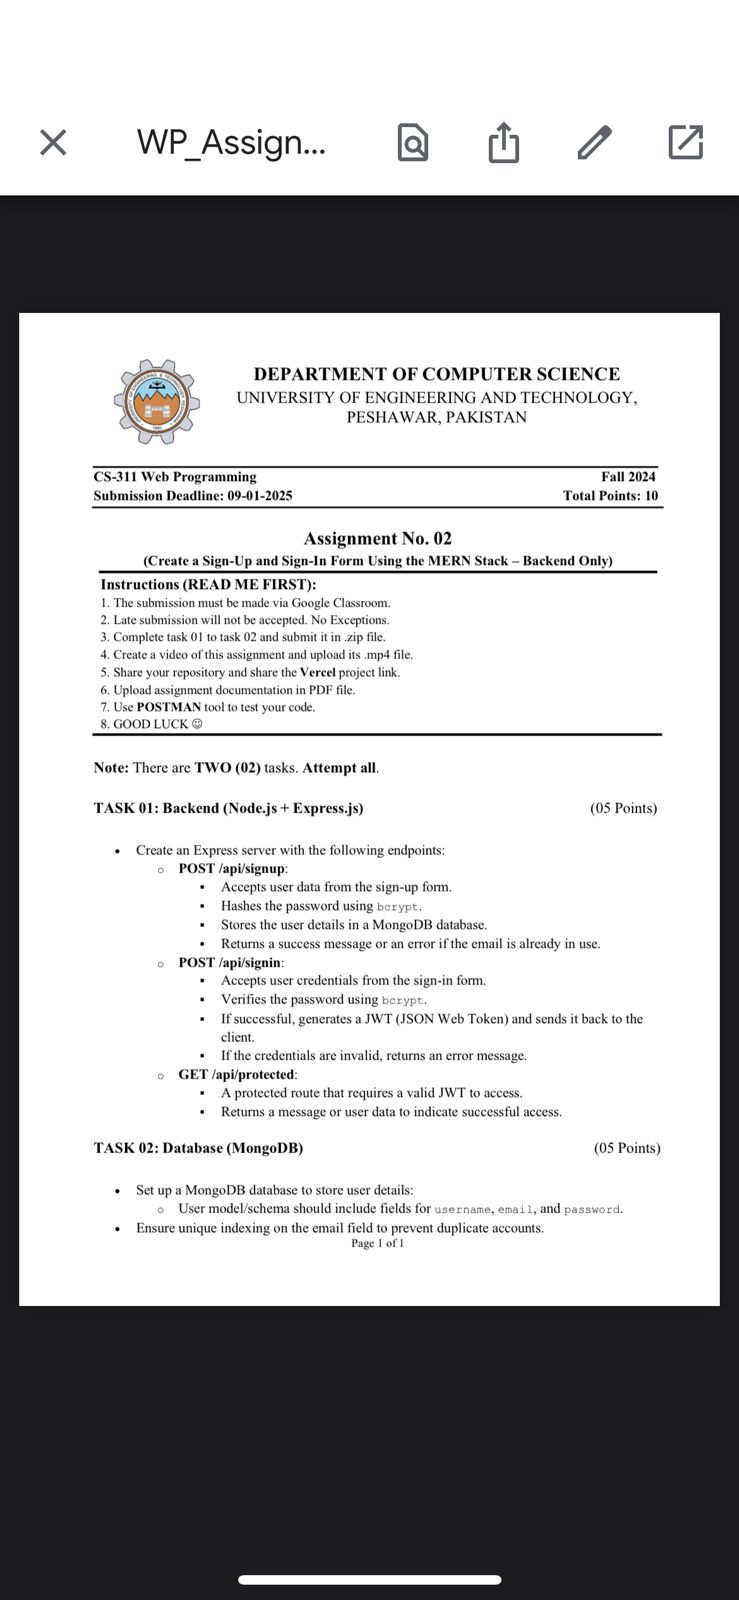 WP_Assign...
DEPARTMENT OF COMPUTER SCIENCE
UNIVERSITY OF ENGINEERING AND TECHNOLOGY,
PESHAWAR, PAKISTAN
CS-311 Web Programming Fall 2024
Submission Deadline: 09-01-2025 Total Points: 10
Assignment No. 02
(Create a Sign-Up and Sign-In Form Using the MERN Stack – Backend Only)
Instructions (READ ME FIRST):
1. The submission must be made via Google Classroom.
2. Late submission will not be accepted. No Exceptions.
3. Complete task 01 to task 02 and submit it in .zip file.
4. Create a video of this assignment and upload its .mp4 file.
5. Share your repository and share the Vercel project link.
6. Upload assignment documentation in PDF file.
7. Use POSTMAN tool to test your code.
8. GOOD LUCK ☺
Note: There are TWO (02) tasks. Attempt all.
TASK 01: Backend (Node.js + Express.js) (05 Points)
• Create an Express server with the following endpoints:
o POST /api/signup:
▪ Accepts user data from the sign-up form.
▪ Hashes the password using bcrypt.
▪ Stores the user details in a MongoDB database.
▪ Returns a success message or an error if the email is already in use.
o POST /api/signin:
▪ Accepts user credentials from the sign-in form.
▪ Verifies the password using bcrypt.
▪ If successful, generates a JWT (JSON Web Token) and sends it back to the
client.
▪ If the credentials are invalid, returns an error message.
o GET /api/protected:
▪ A protected route that requires a valid JWT to access.
▪ Returns a message or user data to indicate successful access.
TASK 02: Database (MongoDB) (05 Points)
• Set up a MongoDB database to store user details:
o User model/schema should include fields for username, email, and password.
• Ensure unique indexing on the email field to prevent duplicate accounts.
Page 1 of 1